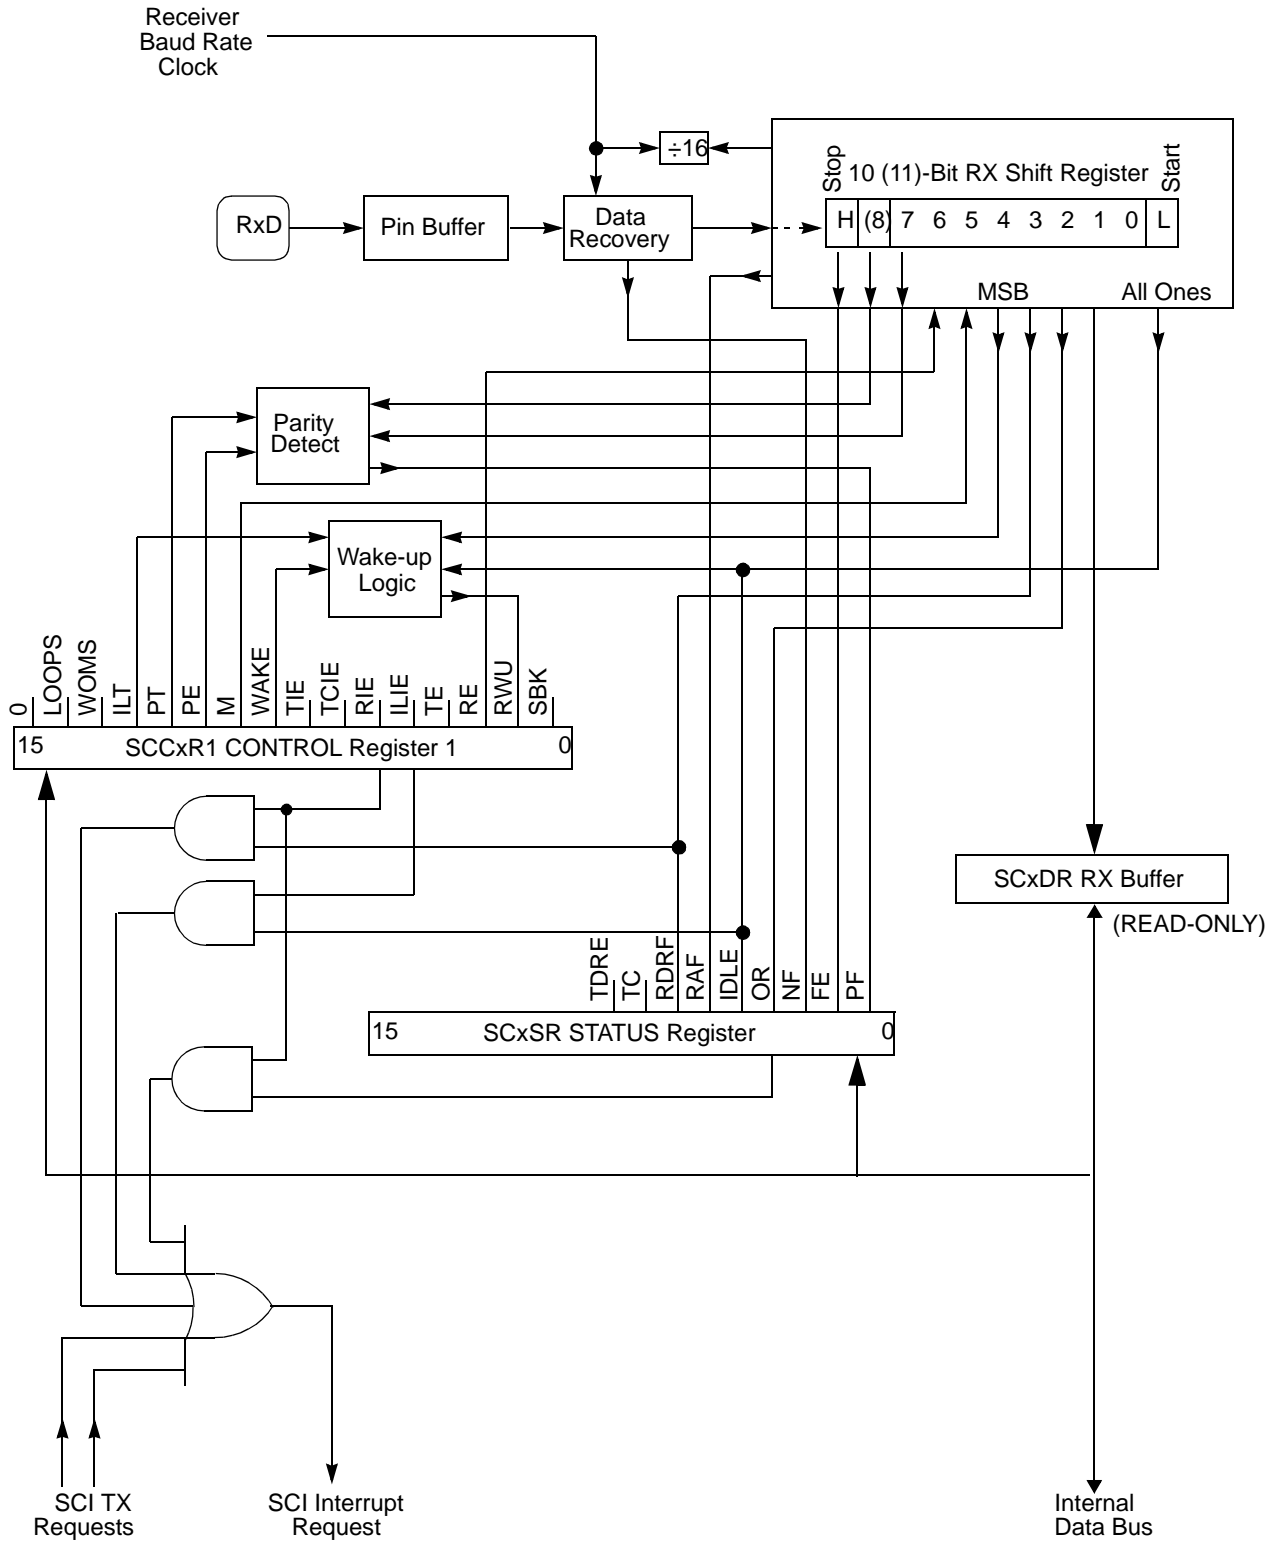 Receiver
Baud Rate
Clock
÷16
Stop
10 (11)-Bit RX Shift Register
Start
RxD
Pin Buffer
Data
Recovery
H (8) 7 6 5 4 3 2 1 0 L
MSB
All Ones
Parity
Detect
Wake-up
Logic
0
LOOPS
WOMS
ILT
PT
PE
M
WAKE
TIE
TCIE
RIE
ILIE
TE
RE
RWU
SBK
15 SCCxR1 CONTROL Register 1 0
SCxDR RX Buffer
(READ-ONLY)
TDRE
TC
RDRF
RAF
IDLE
OR
NF
FE
PF
15 SCxSR STATUS Register 0
SCI TX
Requests
SCI Interrupt
Request
Internal
Data Bus